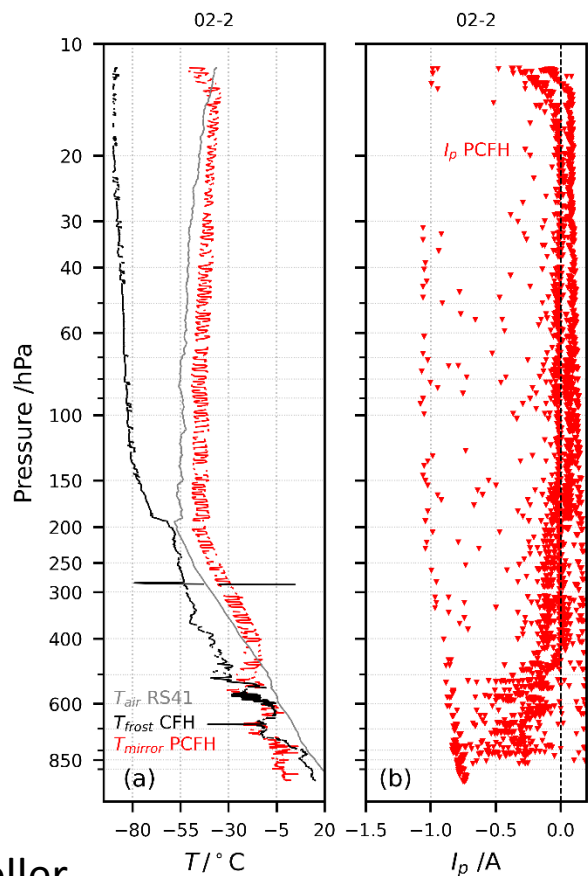 02-2
02-2
10
20
30
40
60
100
150
200
250
300
400
600
850
Pressure /hPa
T_air RS41
T_frost CFH
T_mirror PCFH
(a)
I_p PCFH
(b)
−80 −55 −30 −5 20
−1.5 −1.0 −0.5 0.0
T/°C
I_p /A